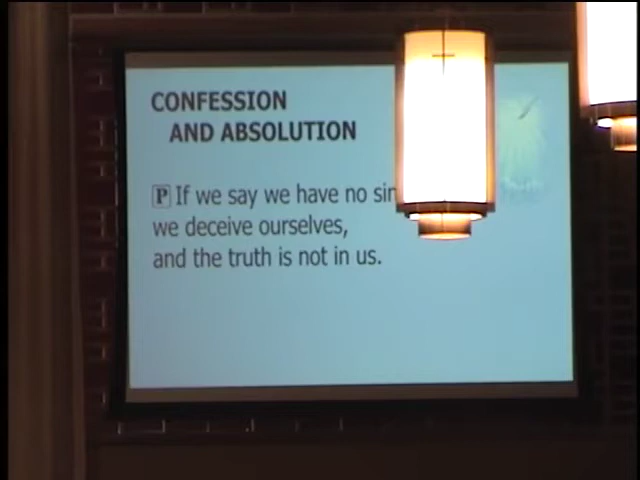 CONFESSION
AND ABSOLUTION
P If we say we have no sin
we deceive ourselves,
and the truth is not in us.